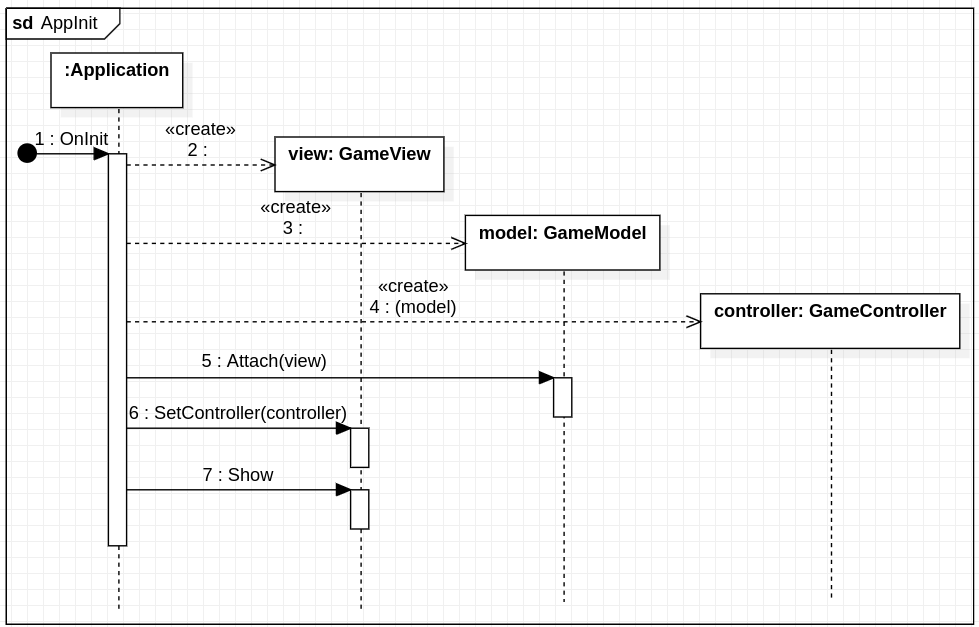 sd AppInit
:Application
1 : OnInit
«create»
2 :
view: GameView
«create»
3 :
model: GameModel
«create»
4 : (model)
controller: GameController
5 : Attach(view)
6 : SetController(controller)
7 : Show